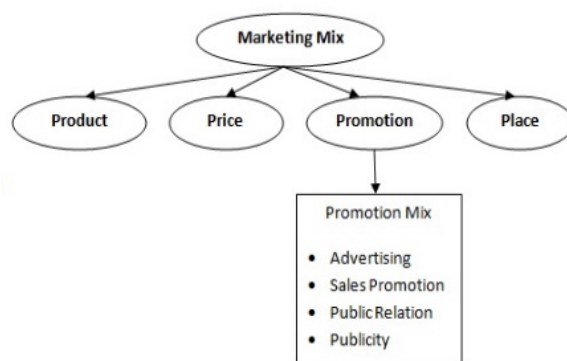 Marketing Mix
Product Price Promotion Place
Promotion Mix
• Advertising
• Sales Promotion
• Public Relation
• Publicity